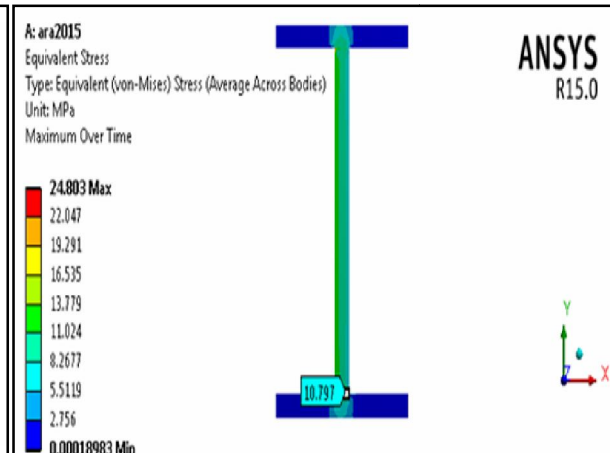 A: ara2015
Equivalent Stress
Type: Equivalent (von-Mises) Stress (Average Across Bodies)
Unit: MPa
Maximum Over Time
ANSYS
R15.0
24.803 Max
22.047
19.291
16.535
13.779
11.024
8.2677
5.5119
2.756
0.00018983 Min
10.797
Y
Z
X